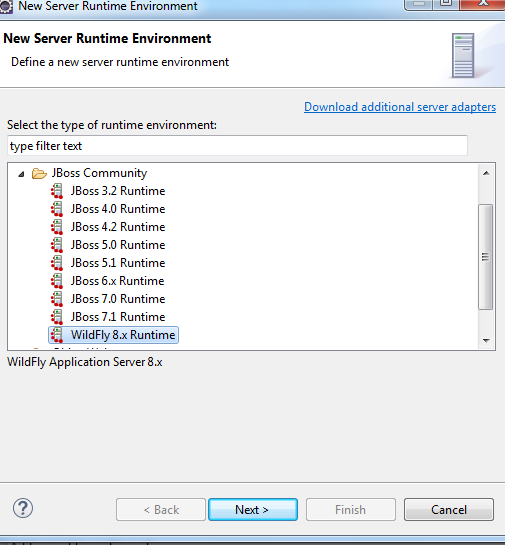 New Server Runtime Environment
New Server Runtime Environment
Define a new server runtime environment
Download additional server adapters
Select the type of runtime environment:
type filter text
JBoss Community
JBoss 3.2 Runtime
JBoss 4.0 Runtime
JBoss 4.2 Runtime
JBoss 5.0 Runtime
JBoss 5.1 Runtime
JBoss 6.x Runtime
JBoss 7.0 Runtime
JBoss 7.1 Runtime
WildFly 8.x Runtime
WildFly Application Server 8.x
? < Back Next > Finish Cancel